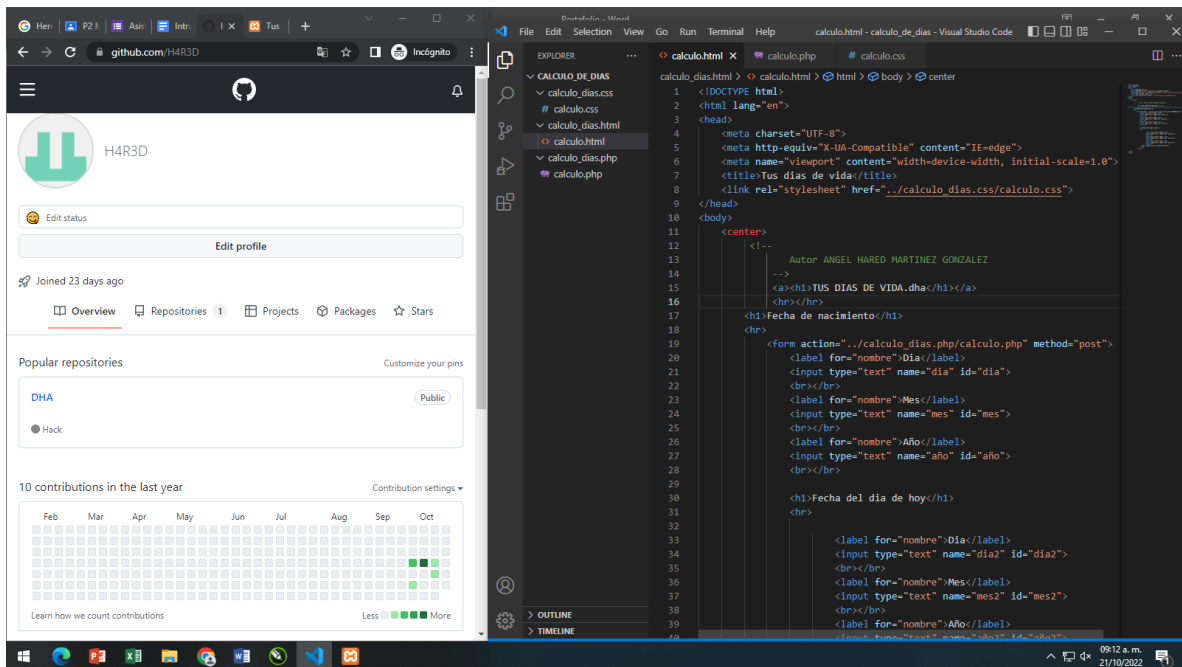 Her
P2 
Asis
Intro
Tus
github.com/H4R3D
Incógnito
H4R3D
Edit status
Edit profile
Joined 23 days ago
Overview
Repositories 1
Projects
Packages
Stars
Popular repositories
Customize your pins
DHA
Public
Hack
10 contributions in the last year
Contribution settings
Feb Mar Apr May Jun Jul Aug Sep Oct
Learn how we count contributions
Less More
Portafolio - Word
File Edit Selection View Go Run Terminal Help
calculo.html - calculo_de_dias - Visual Studio Code
EXPLORER
CALCULO_DE_DIAS
calculo_dias.css
# calculo.css
calculo_dias.html
<> calculo.html
calculo_dias.php
calculo.php
OUTLINE
TIMELINE
<> calculo.html × calculo.php # calculo.css
calculo_dias.html > <> calculo.html > html > body > center
1 <!DOCTYPE html>
2 <html lang="en">
3 <head>
4 <meta charset="UTF-8">
5 <meta http-equiv="X-UA-Compatible" content="IE=edge">
6 <meta name="viewport" content="width=device-width, initial-scale=1.0">
7 <title>Tus dias de vida</title>
8 <link rel="stylesheet" href="../calculo_dias.css/calculo.css">
9 </head>
10 <body>
11 <center>
12 <!--
13 Autor ANGEL HARED MARTINEZ GONZALEZ
14 -->
15 <a><h1>TUS DIAS DE VIDA.dha</h1></a>
16 <hr></hr>
17 <h1>Fecha de nacimiento</h1>
18 <hr>
19 <form action="../calculo_dias.php/calculo.php" method="post">
20 <label for="nombre">Dia</label>
21 <input type="text" name="dia" id="dia">
22 <br></br>
23 <label for="nombre">Mes</label>
24 <input type="text" name="mes" id="mes">
25 <br></br>
26 <label for="nombre">Año</label>
27 <input type="text" name="año" id="año">
28 <br></br>
29
30 <h1>Fecha del dia de hoy</h1>
31 <hr>
32
33 <label for="nombre">Dia</label>
34 <input type="text" name="dia2" id="dia2">
35 <br></br>
36 <label for="nombre">Mes</label>
37 <input type="text" name="mes2" id="mes2">
38 <br></br>
39 <label for="nombre">Año</label>
40 <input type="text" name="año2" id="año2">
09:12 a. m.
21/10/2022